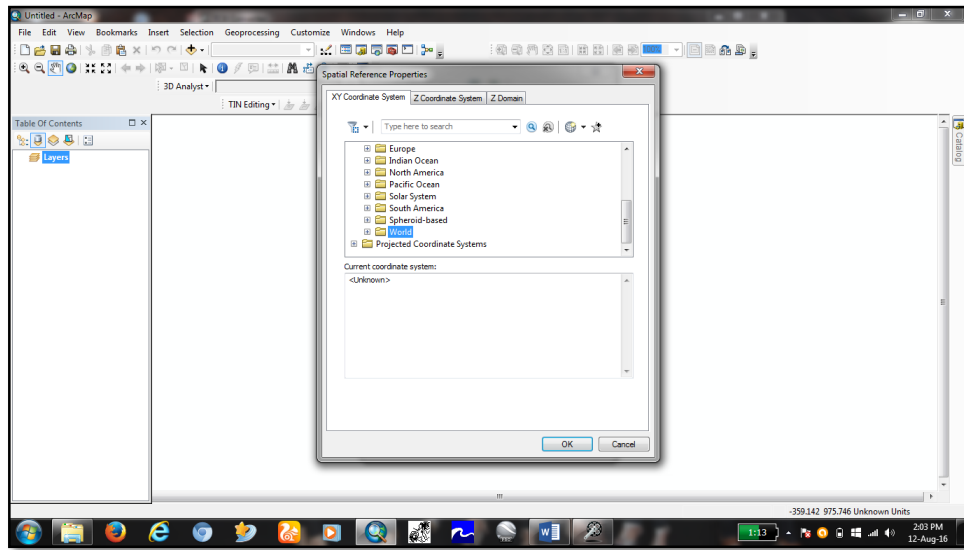 Untitled - ArcMap
File Edit View Bookmarks Insert Selection Geoprocessing Customize Windows Help
3D Analyst
TIN Editing
Table Of Contents
Layers
Catalog
Spatial Reference Properties
XY Coordinate System Z Coordinate System Z Domain
Type here to search
Europe
Indian Ocean
North America
Pacific Ocean
Solar System
South America
Spheroid-based
World
Projected Coordinate Systems
Current coordinate system:
<Unknown>
OK Cancel
-359.142 975.746 Unknown Units
1:13
2:03 PM
12-Aug-16